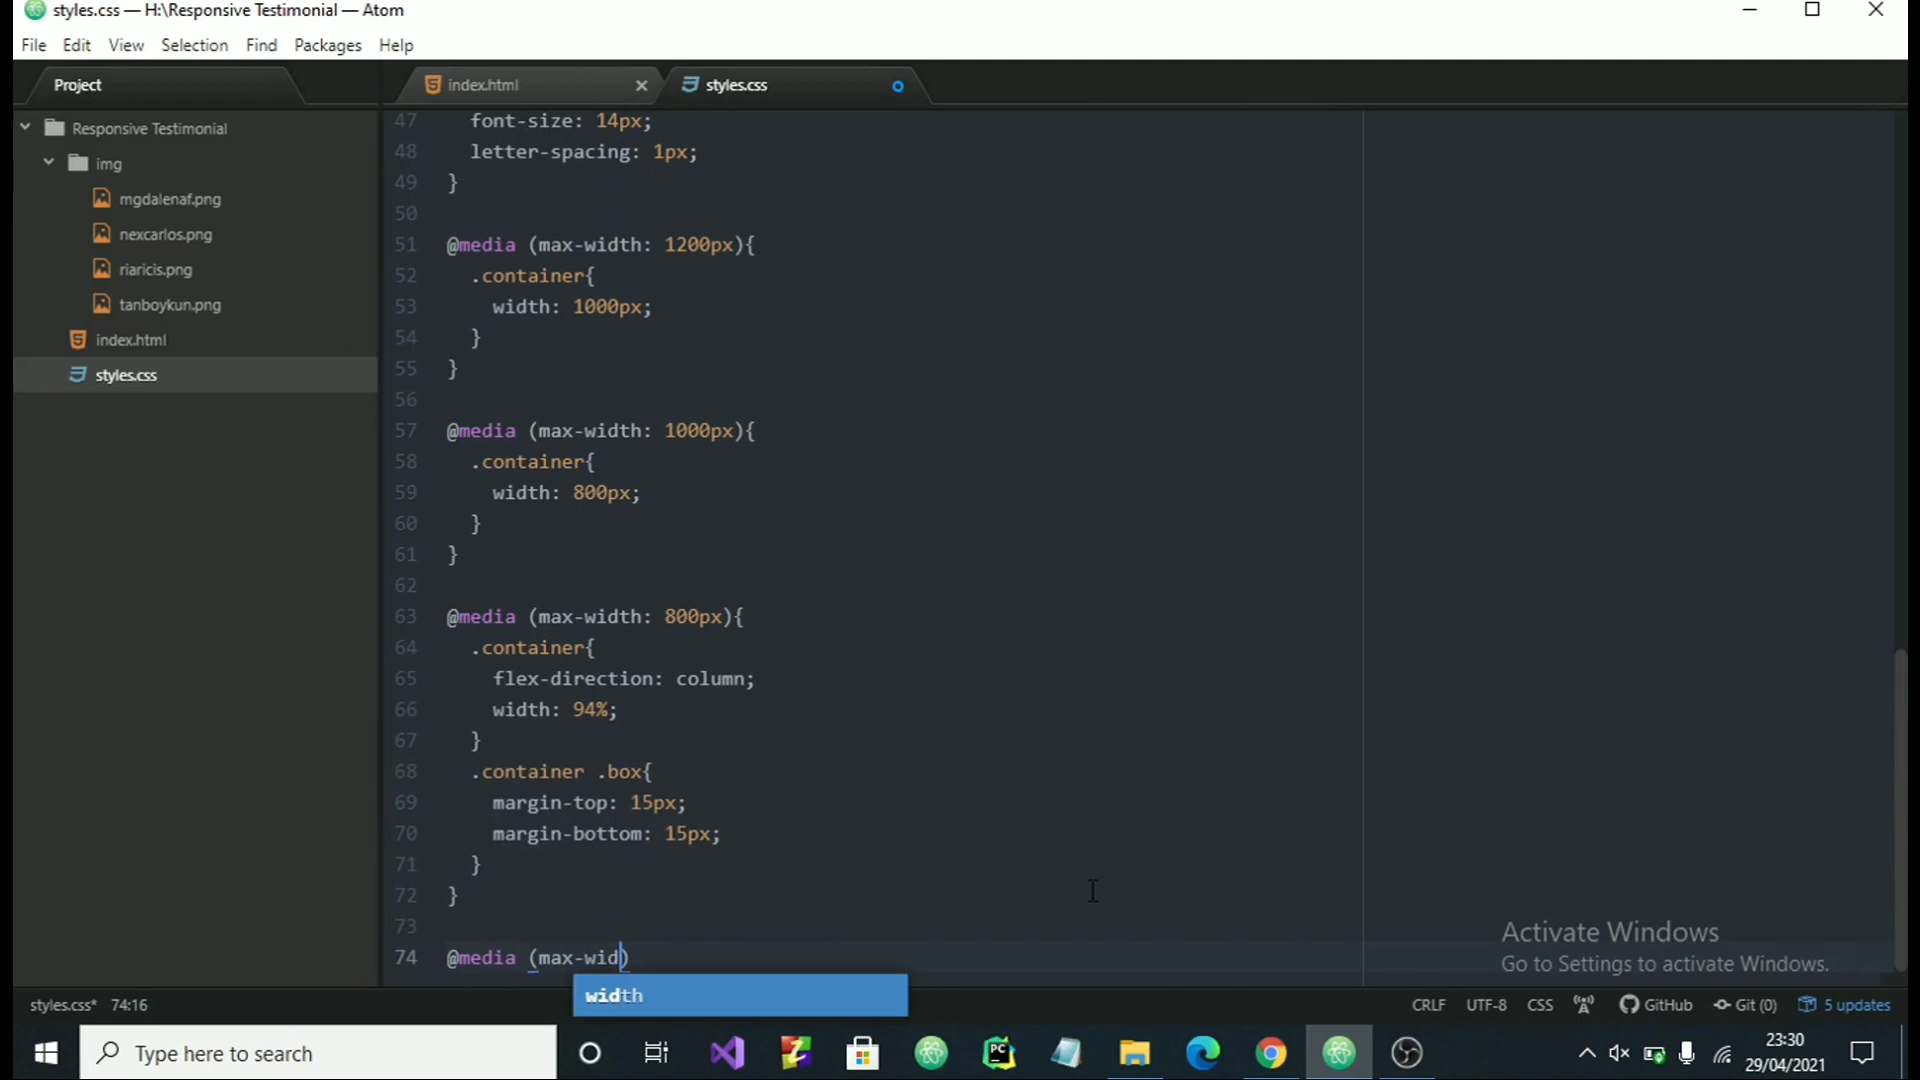 styles.css — H:\Responsive Testimonial — Atom
File Edit View Selection Find Packages Help
Project
index.html
styles.css
Responsive Testimonial
img
mgdalenaf.png
nexcarlos.png
riaricis.png
tanboykun.png
index.html
styles.css
47 font-size: 14px;
48 letter-spacing: 1px;
49 }
50
51 @media (max-width: 1200px){
52 .container{
53 width: 1000px;
54 }
55 }
56
57 @media (max-width: 1000px){
58 .container{
59 width: 800px;
60 }
61 }
62
63 @media (max-width: 800px){
64 .container{
65 flex-direction: column;
66 width: 94%;
67 }
68 .container .box{
69 margin-top: 15px;
70 margin-bottom: 15px;
71 }
72 }
73
74 @media (max-wid)
width
Activate Windows
Go to Settings to activate Windows.
styles.css* 74:16
CRLF UTF-8 CSS GitHub Git (0) 5 updates
Type here to search
PC
23:30
29/04/2021